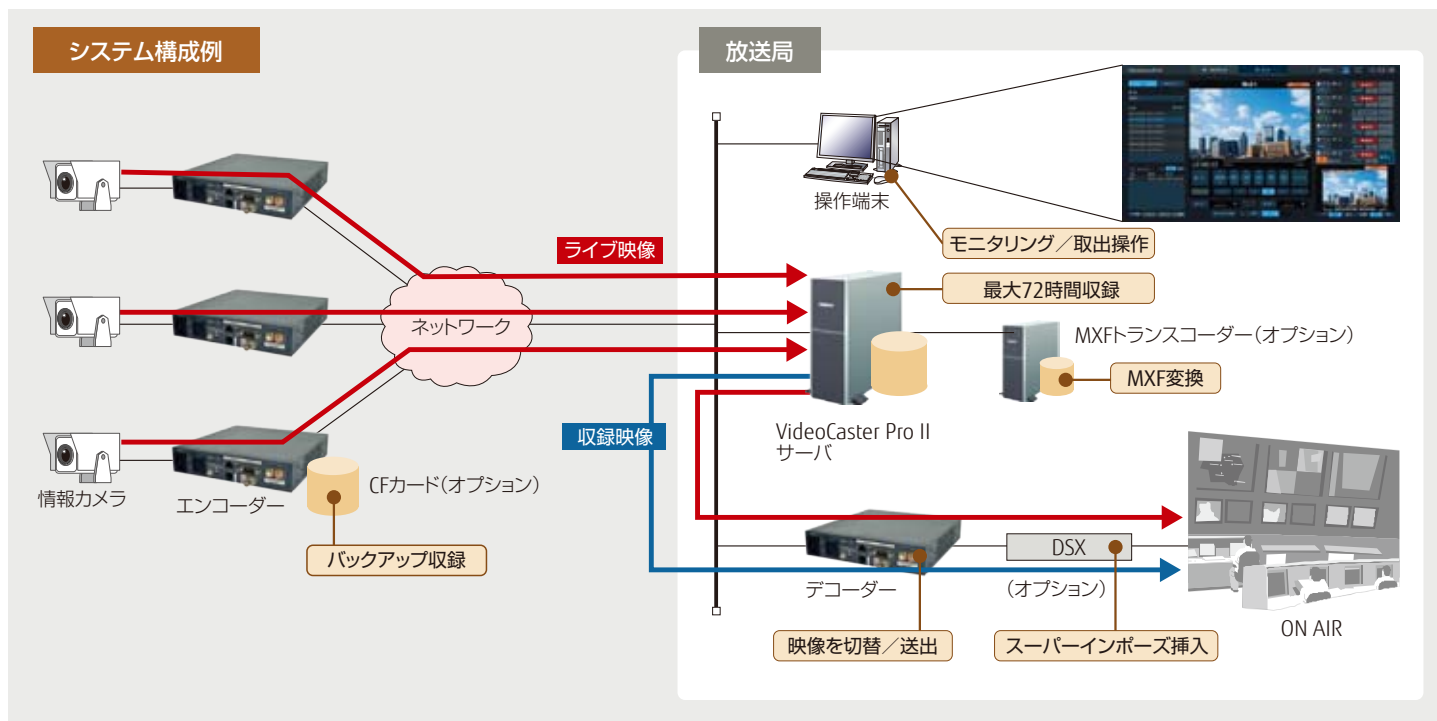 システム構成例
放送局
操作端末
モニタリング／取出操作
ライブ映像
最大72時間収録
ネットワーク
MXFトランスコーダー（オプション）
MXF変換
収録映像
VideoCaster Pro II
サーバ
情報カメラ
エンコーダー
CFカード（オプション）
バックアップ収録
DSX
デコーダー
（オプション）
ON AIR
映像を切替／送出
スーパーインポーズ挿入